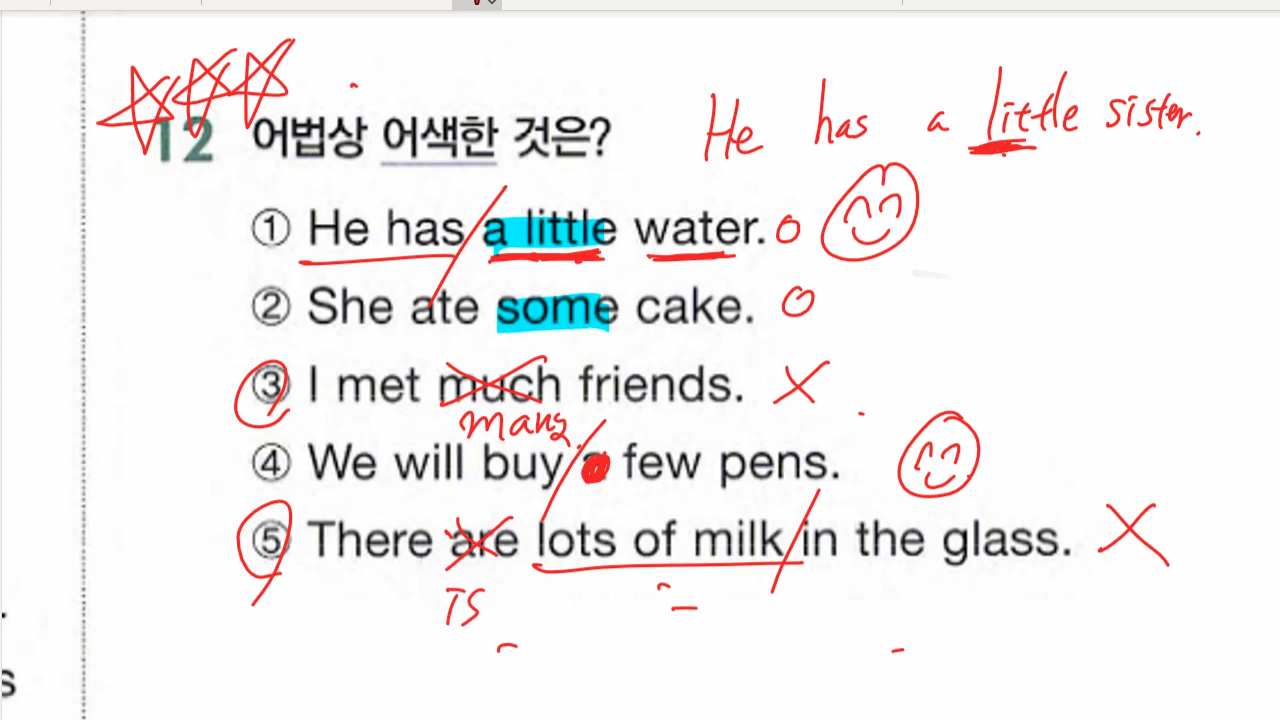 12 어법상 어색한 것은? He has a little sister.
① He has a little water. O
② She ate some cake. O
③ I met much friends. X
many
④ We will buy a few pens.
⑤ There are lots of milk in the glass. X
is
s